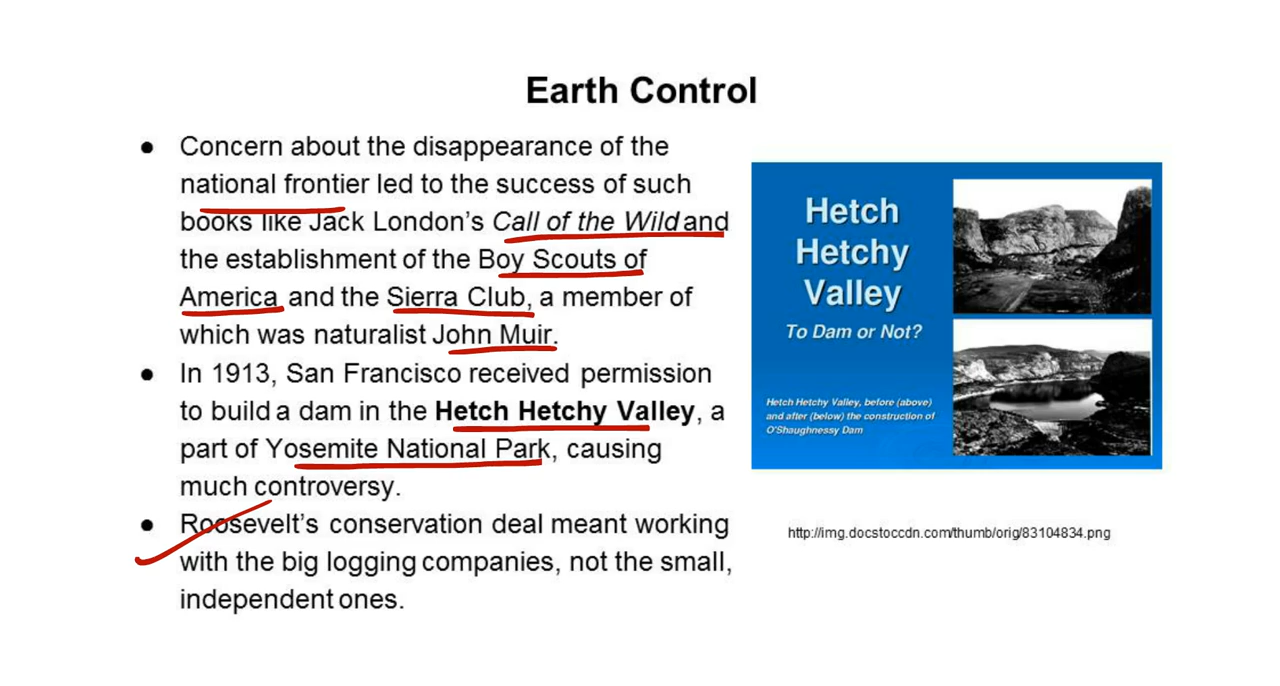 Earth Control
● Concern about the disappearance of the
national frontier led to the success of such
books like Jack London's Call of the Wild and
the establishment of the Boy Scouts of
America and the Sierra Club, a member of
which was naturalist John Muir.
● In 1913, San Francisco received permission
to build a dam in the Hetch Hetchy Valley, a
part of Yosemite National Park, causing
much controversy.
● Roosevelt's conservation deal meant working
with the big logging companies, not the small,
independent ones.
Hetch
Hetchy
Valley
To Dam or Not?
Hetch Hetchy Valley, before (above)
and after (below) the construction of
O'Shaughnessy Dam
http://img.docstoccdn.com/thumb/orig/83104834.png